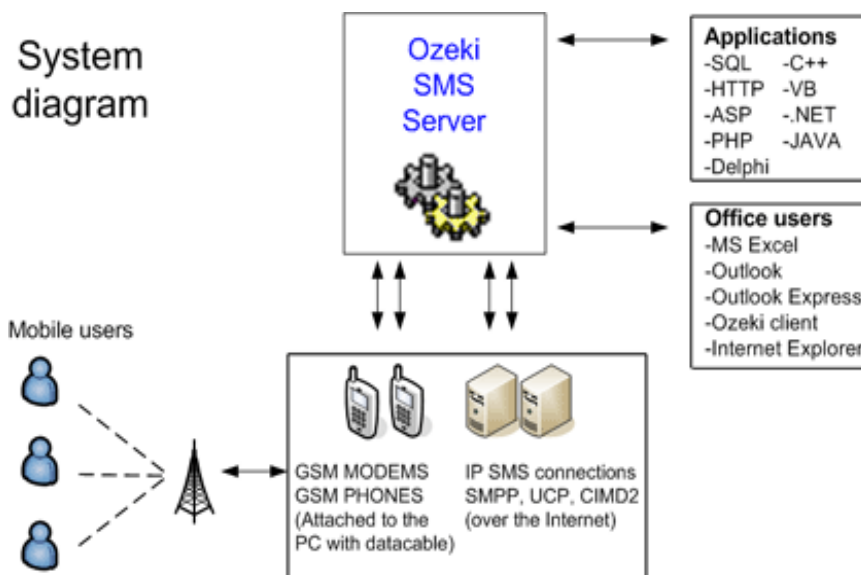 System
diagram
Ozeki
SMS
Server
Applications
-SQL -C++
-HTTP -VB
-ASP -.NET
-PHP -JAVA
-Delphi
Office users
-MS Excel
-Outlook
-Outlook Express
-Ozeki client
-Internet Explorer
Mobile users
GSM MODEMS
GSM PHONES
(Attached to the
PC with datacable)
IP SMS connections
SMPP, UCP, CIMD2
(over the Internet)